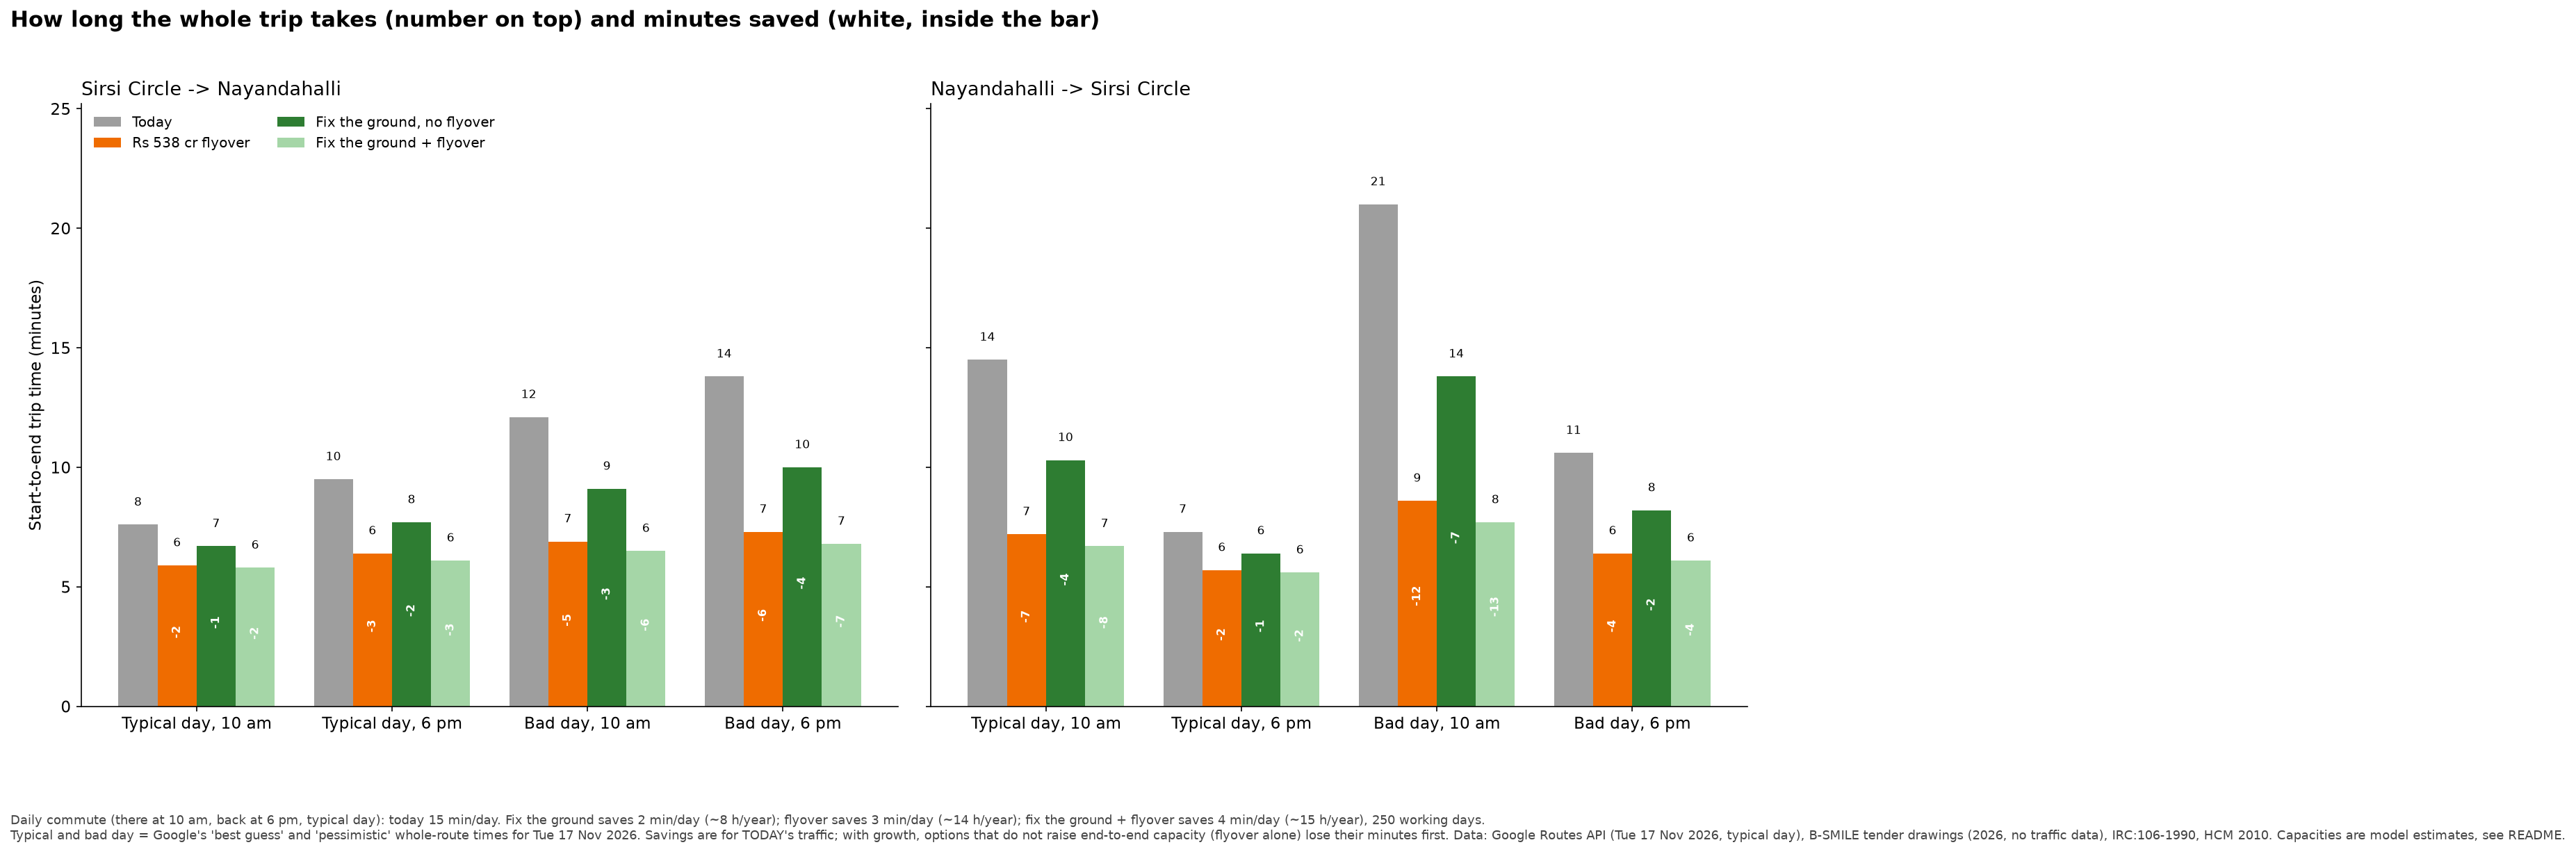 How long the whole trip takes (number on top) and minutes saved (white, inside the bar)
Sirsi Circle -> Nayandahalli
Today
Rs 538 cr flyover
Fix the ground, no flyover
Fix the ground + flyover
Start-to-end trip time (minutes)
25
20
15
10
5
0
8 6 7 6
-2 -1 -2
10 6 8 6
-3 -2 -3
12 7 9 6
-5 -3 -6
14 7 10 7
-6 -4 -7
Typical day, 10 am Typical day, 6 pm Bad day, 10 am Bad day, 6 pm
Nayandahalli -> Sirsi Circle
14 7 10 7
-7 -4 -8
7 6 6 6
-2 -1 -2
21 9 14 8
-12 -7 -13
11 6 8 6
-4 -2 -4
Typical day, 10 am Typical day, 6 pm Bad day, 10 am Bad day, 6 pm
Daily commute (there at 10 am, back at 6 pm, typical day): today 15 min/day. Fix the ground saves 2 min/day (~8 h/year); flyover saves 3 min/day (~14 h/year); fix the ground + flyover saves 4 min/day (~15 h/year), 250 working days.
Typical and bad day = Google's 'best guess' and 'pessimistic' whole-route times for Tue 17 Nov 2026. Savings are for TODAY's traffic; with growth, options that do not raise end-to-end capacity (flyover alone) lose their minutes first. Data: Google Routes API (Tue 17 Nov 2026, typical day), B-SMILE tender drawings (2026, no traffic data), IRC:106-1990, HCM 2010. Capacities are model estimates, see README.